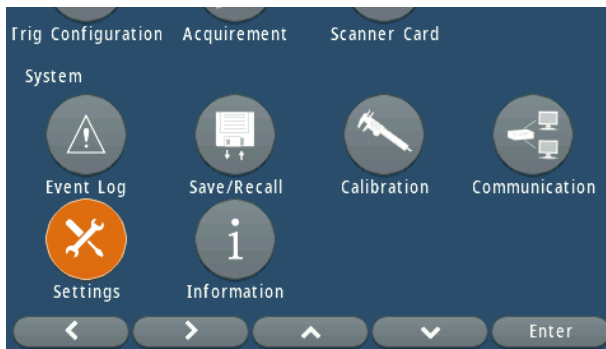 Trig Configuration Acquirement Scanner Card
System
Event Log Save/Recall Calibration Communication
Settings Information
Enter